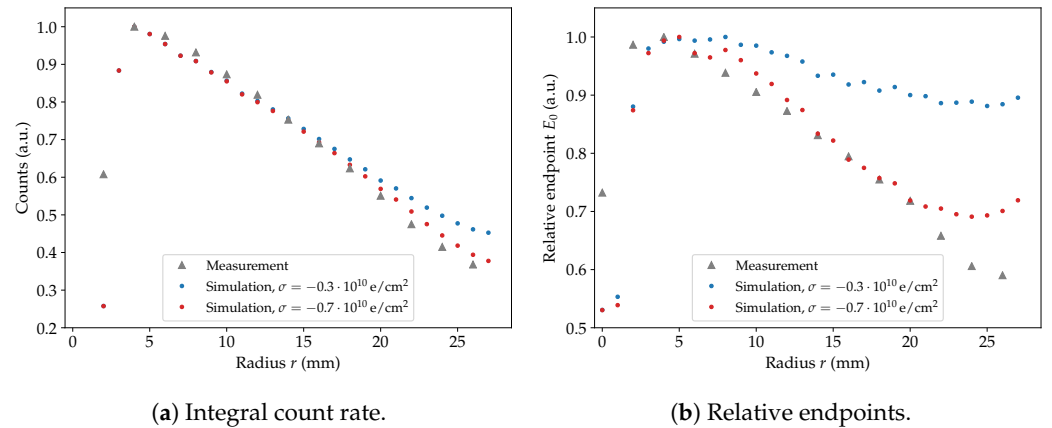 1.0
0.9
0.8
0.7
0.6
0.5
0.4
0.3
0.2
Counts (a.u.)
0 5 10 15 20 25
Radius r (mm)
Measurement
Simulation, σ = −0.3 · 10¹⁰ e/cm²
Simulation, σ = −0.7 · 10¹⁰ e/cm²
(a) Integral count rate.
1.0
0.9
0.8
0.7
0.6
0.5
Relative endpoint E₀ (a.u.)
0 5 10 15 20 25
Radius r (mm)
Measurement
Simulation, σ = −0.3 · 10¹⁰ e/cm²
Simulation, σ = −0.7 · 10¹⁰ e/cm²
(b) Relative endpoints.